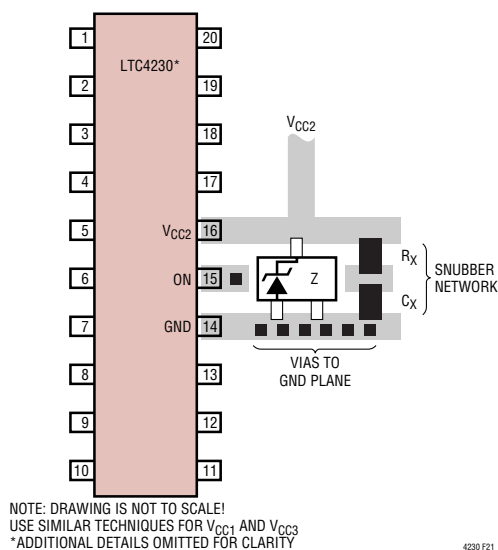 1 20
LTC4230*
2 19
3 18
4 17
VCC2
5 VCC2 16
6 ON 15 Z
RX
CX
SNUBBER
NETWORK
7 GND 14
VIAS TO
GND PLANE
8 13
9 12
10 11
NOTE: DRAWING IS NOT TO SCALE!
USE SIMILAR TECHNIQUES FOR VCC1 AND VCC3
*ADDITIONAL DETAILS OMITTED FOR CLARITY
4230 F21